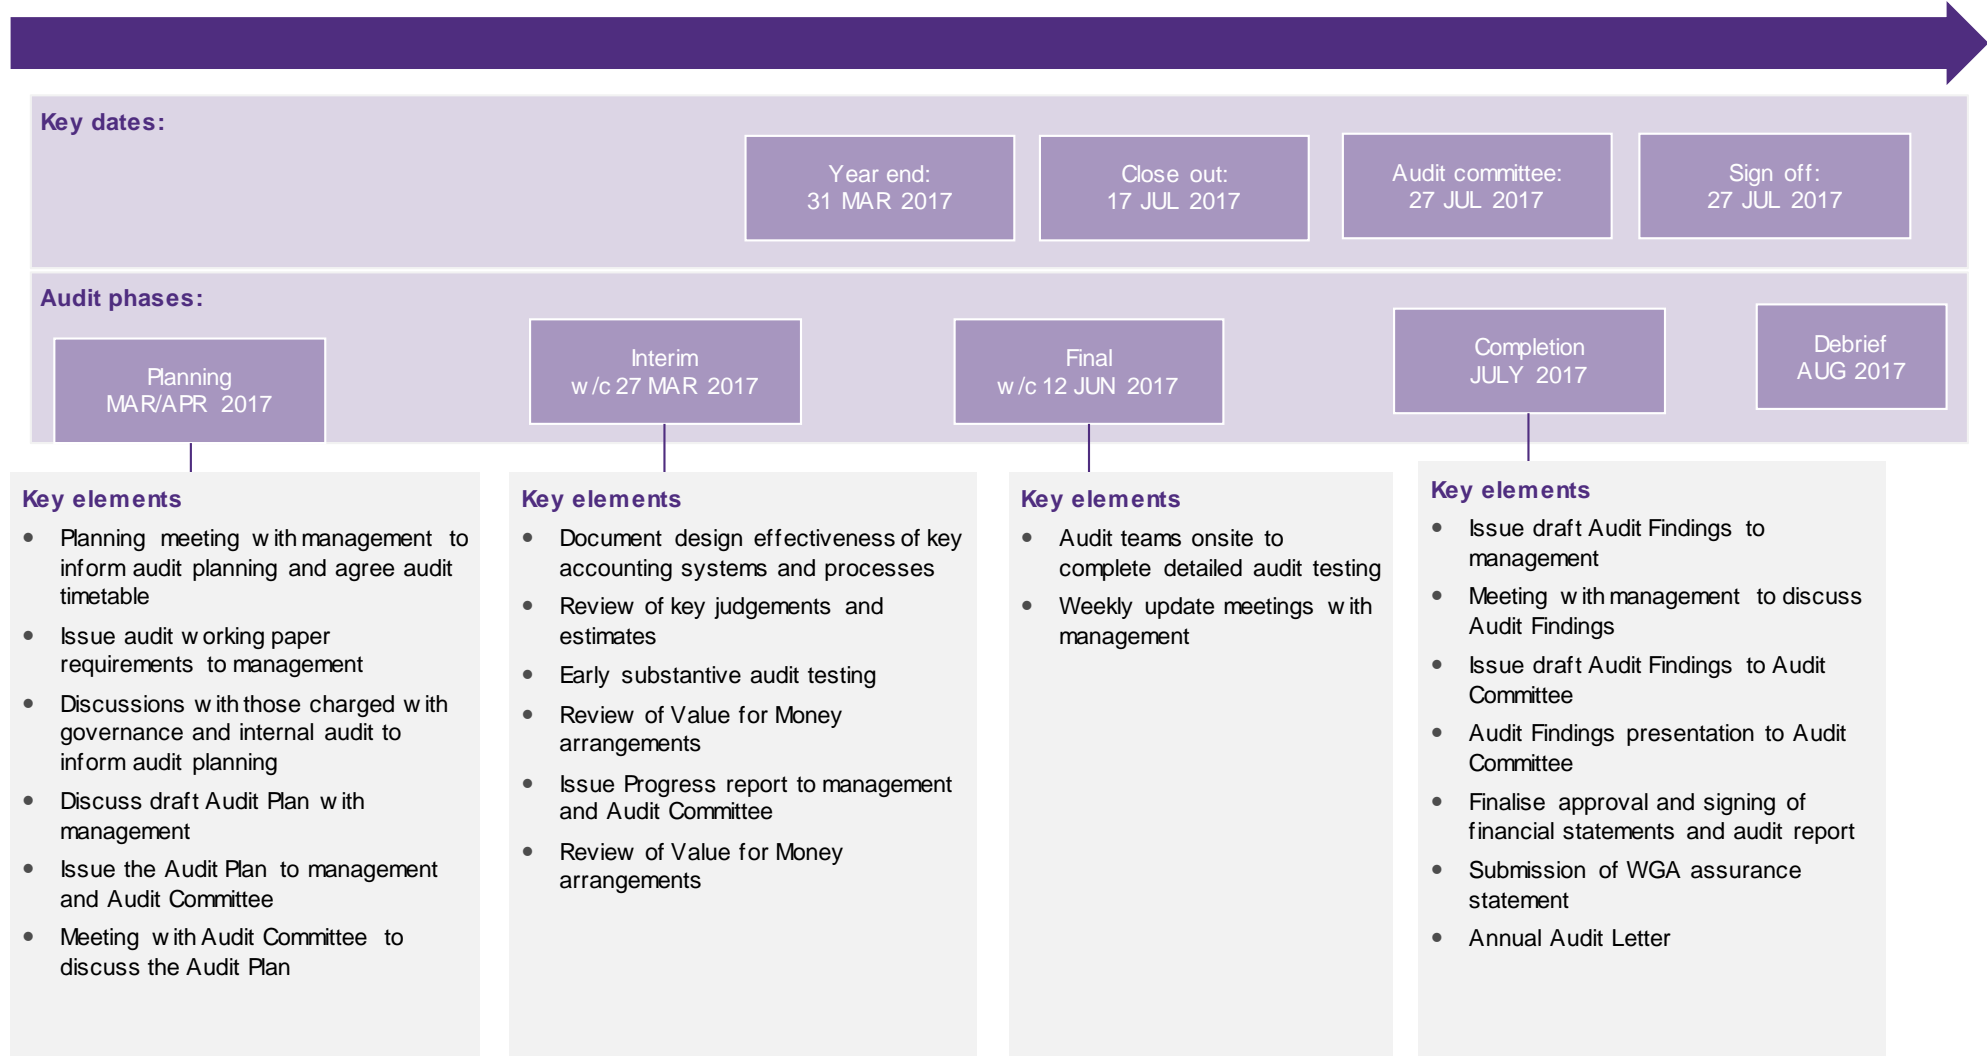 Key dates:
Year end:
31 MAR 2017
Close out:
17 JUL 2017
Audit committee:
27 JUL 2017
Sign off:
27 JUL 2017
Audit phases:
Planning
MAR/APR 2017
Interim
w/c 27 MAR 2017
Final
w/c 12 JUN 2017
Completion
JULY 2017
Debrief
AUG 2017
Key elements
• Planning meeting with management to
inform audit planning and agree audit
timetable
• Issue audit working paper
requirements to management
• Discussions with those charged with
governance and internal audit to
inform audit planning
• Discuss draft Audit Plan with
management
• Issue the Audit Plan to management
and Audit Committee
• Meeting with Audit Committee to
discuss the Audit Plan
Key elements
• Document design effectiveness of key
accounting systems and processes
• Review of key judgements and
estimates
• Early substantive audit testing
• Review of Value for Money
arrangements
• Issue Progress report to management
and Audit Committee
• Review of Value for Money
arrangements
Key elements
• Audit teams onsite to
complete detailed audit testing
• Weekly update meetings with
management
Key elements
• Issue draft Audit Findings to
management
• Meeting with management to discuss
Audit Findings
• Issue draft Audit Findings to Audit
Committee
• Audit Findings presentation to Audit
Committee
• Finalise approval and signing of
financial statements and audit report
• Submission of WGA assurance
statement
• Annual Audit Letter